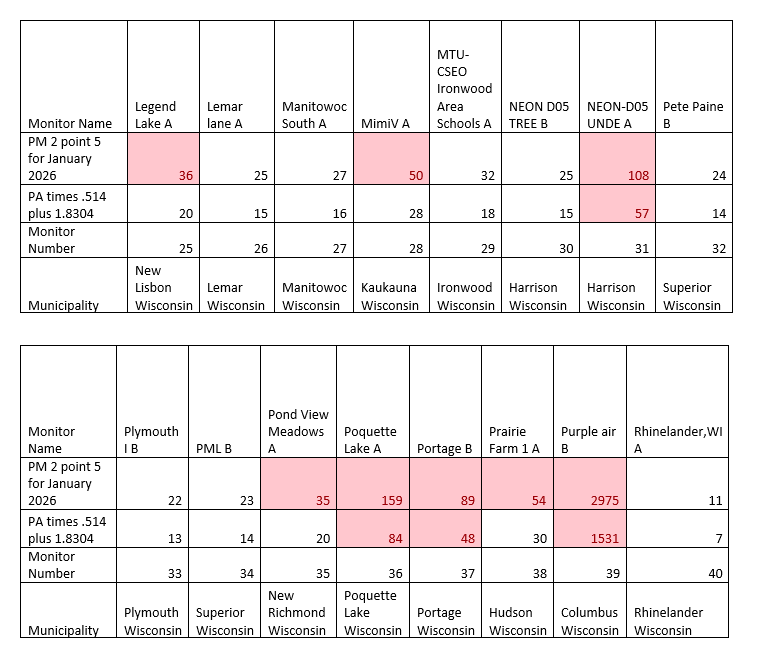 Monitor Name | Legend Lake A | Lemar lane A | Manitowoc South A | MimiV A | MTU-CSEO Ironwood Area Schools A | NEON D05 TREE B | NEON-D05 UNDE A | Pete Paine B
PM 2 point 5 for January 2026 | 36 | 25 | 27 | 50 | 32 | 25 | 108 | 24
PA times .514 plus 1.8304 | 20 | 15 | 16 | 28 | 18 | 15 | 57 | 14
Monitor Number | 25 | 26 | 27 | 28 | 29 | 30 | 31 | 32
Municipality | New Lisbon Wisconsin | Lemar Wisconsin | Manitowoc Wisconsin | Kaukauna Wisconsin | Ironwood Wisconsin | Harrison Wisconsin | Harrison Wisconsin | Superior Wisconsin
Monitor Name | Plymouth I B | PML B | Pond View Meadows A | Poquette Lake A | Portage B | Prairie Farm 1 A | Purple air B | Rhinelander,WI A
PM 2 point 5 for January 2026 | 22 | 23 | 35 | 159 | 89 | 54 | 2975 | 11
PA times .514 plus 1.8304 | 13 | 14 | 20 | 84 | 48 | 30 | 1531 | 7
Monitor Number | 33 | 34 | 35 | 36 | 37 | 38 | 39 | 40
Municipality | Plymouth Wisconsin | Superior Wisconsin | New Richmond Wisconsin | Poquette Lake Wisconsin | Portage Wisconsin | Hudson Wisconsin | Columbus Wisconsin | Rhinelander Wisconsin